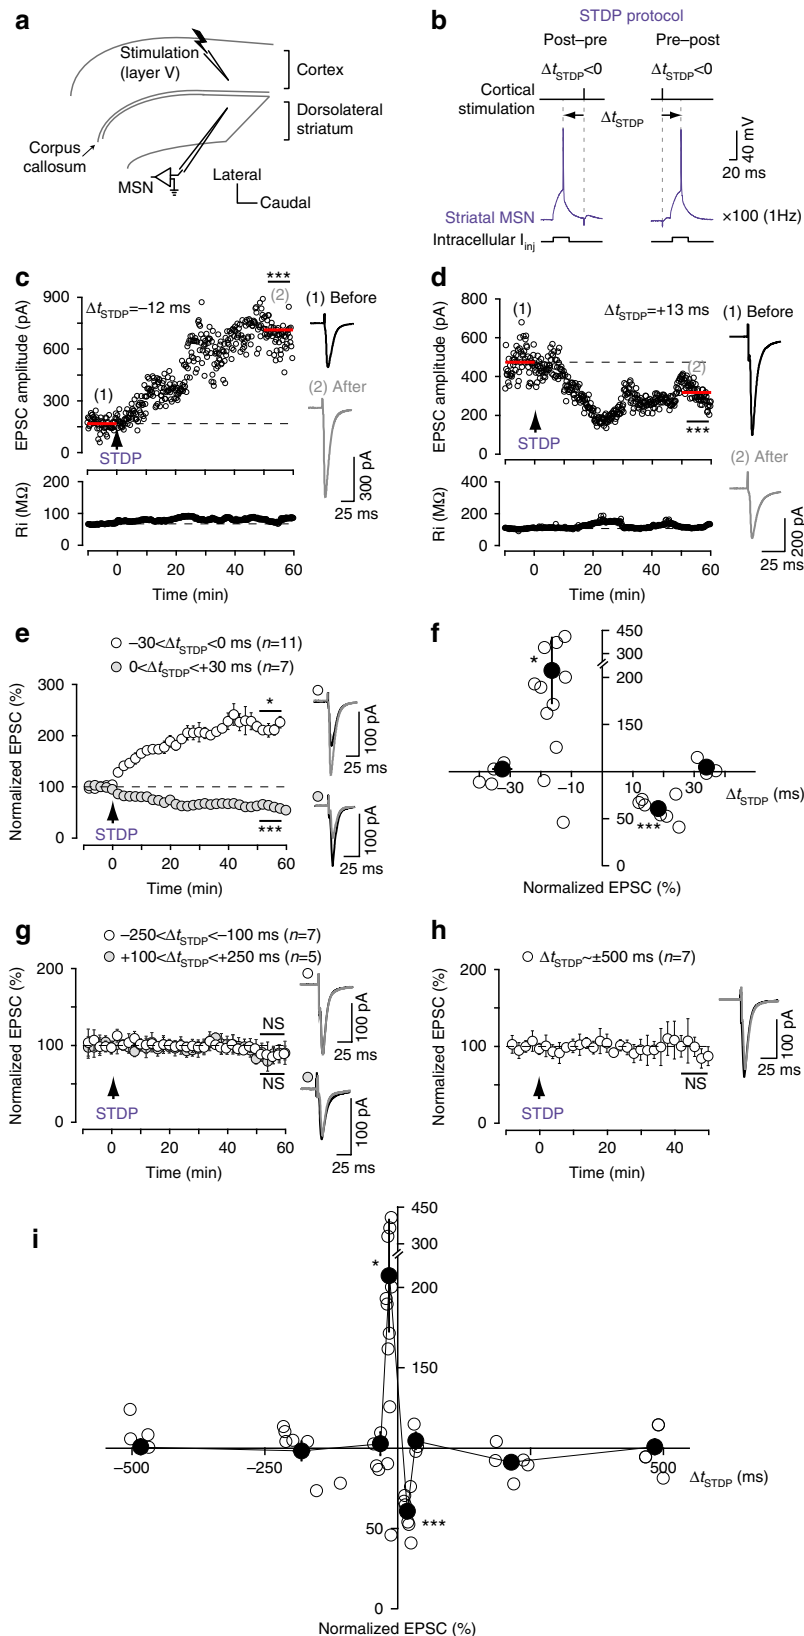 a
Stimulation
(layer V)
Cortex
Dorsolateral
striatum
Corpus
callosum
MSN
Lateral
Caudal
b
STDP protocol
Post–pre
Pre–post
ΔtSTDP<0
ΔtSTDP<0
Cortical
stimulation
ΔtSTDP
40 mV
20 ms
Striatal MSN
×100 (1Hz)
Intracellular Iinj
c
EPSC amplitude (pA)
900
600
300
0
ΔtSTDP=–12 ms
***
(2)
(1)
STDP
(1) Before
(2) After
300 pA
25 ms
Ri (MΩ)
200
100
0
0
20
40
60
Time (min)
d
EPSC amplitude (pA)
800
600
400
200
0
(1)
ΔtSTDP=+13 ms
(2)
***
STDP
(1) Before
(2) After
200 pA
25 ms
Ri (MΩ)
400
200
0
0
20
40
60
Time (min)
e
–30<ΔtSTDP<0 ms (n=11)
0<ΔtSTDP<+30 ms (n=7)
Normalized EPSC (%)
300
200
100
0
*
***
STDP
0
20
40
60
Time (min)
100 pA
25 ms
100 pA
25 ms
f
450
300
200
150
50
0
*
***
–30
–10
10
30
ΔtSTDP (ms)
Normalized EPSC (%)
g
–250<ΔtSTDP<–100 ms (n=7)
+100<ΔtSTDP<+250 ms (n=5)
Normalized EPSC (%)
200
100
0
NS
NS
STDP
0
20
40
60
Time (min)
100 pA
25 ms
100 pA
25 ms
h
ΔtSTDP~±500 ms (n=7)
Normalized EPSC (%)
200
100
0
NS
STDP
0
20
40
Time (min)
100 pA
25 ms
i
450
300
200
150
50
0
*
***
–500
–250
500
ΔtSTDP (ms)
Normalized EPSC (%)